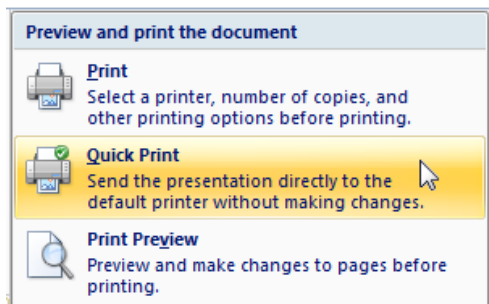 Preview and print the document
Print
Select a printer, number of copies, and
other printing options before printing.
Quick Print
Send the presentation directly to the
default printer without making changes.
Print Preview
Preview and make changes to pages before
printing.